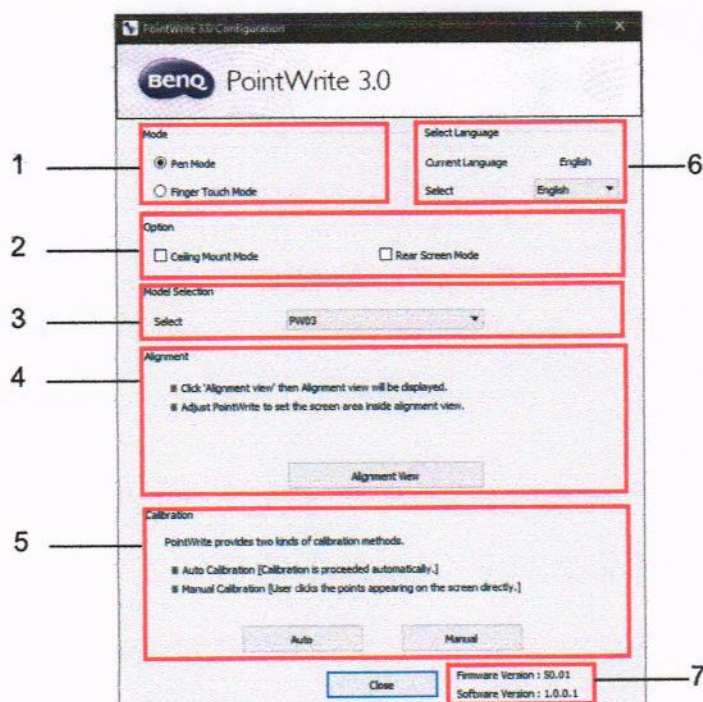 PointWrite 3.0 Configuration ? ×
BenQ PointWrite 3.0
1
Mode
Pen Mode
Finger Touch Mode
Select Language
Current Language English
Select English
6
2
Option
Ceiling Mount Mode Rear Screen Mode
3
Model Selection
Select PW03
4
Alignment
Click 'Alignment view' then Alignment view will be displayed.
Adjust PointWrite to set the screen area inside alignment view.
Alignment View
5
Calibration
PointWrite provides two kinds of calibration methods.
Auto Calibration [Calibration is proceeded automatically.]
Manual Calibration [User clicks the points appearing on the screen directly.]
Auto Manual
Close
Firmware Version : 50.01
Software Version : 1.0.0.1
7